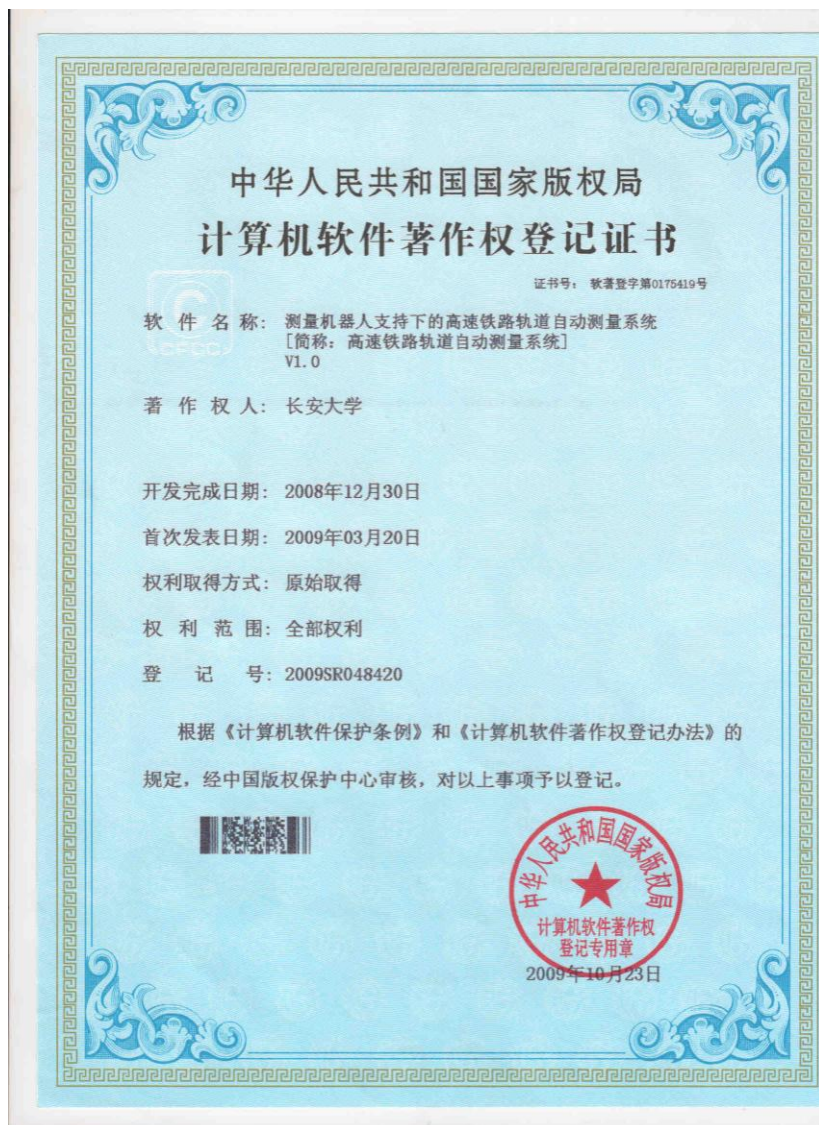 中华人民共和国国家版权局
计算机软件著作权登记证书
证书号： 软著登字第0175419号
CPCC
软件名称： 测量机器人支持下的高速铁路轨道自动测量系统
[简称：高速铁路轨道自动测量系统]
V1.0
著作权人： 长安大学
开发完成日期： 2008年12月30日
首次发表日期： 2009年03月20日
权利取得方式： 原始取得
权利范围： 全部权利
登记号： 2009SR048420
根据《计算机软件保护条例》和《计算机软件著作权登记办法》的
规定，经中国版权保护中心审核，对以上事项予以登记。
中华人民共和国国家版权局
计算机软件著作权
登记专用章
2009年10月23日